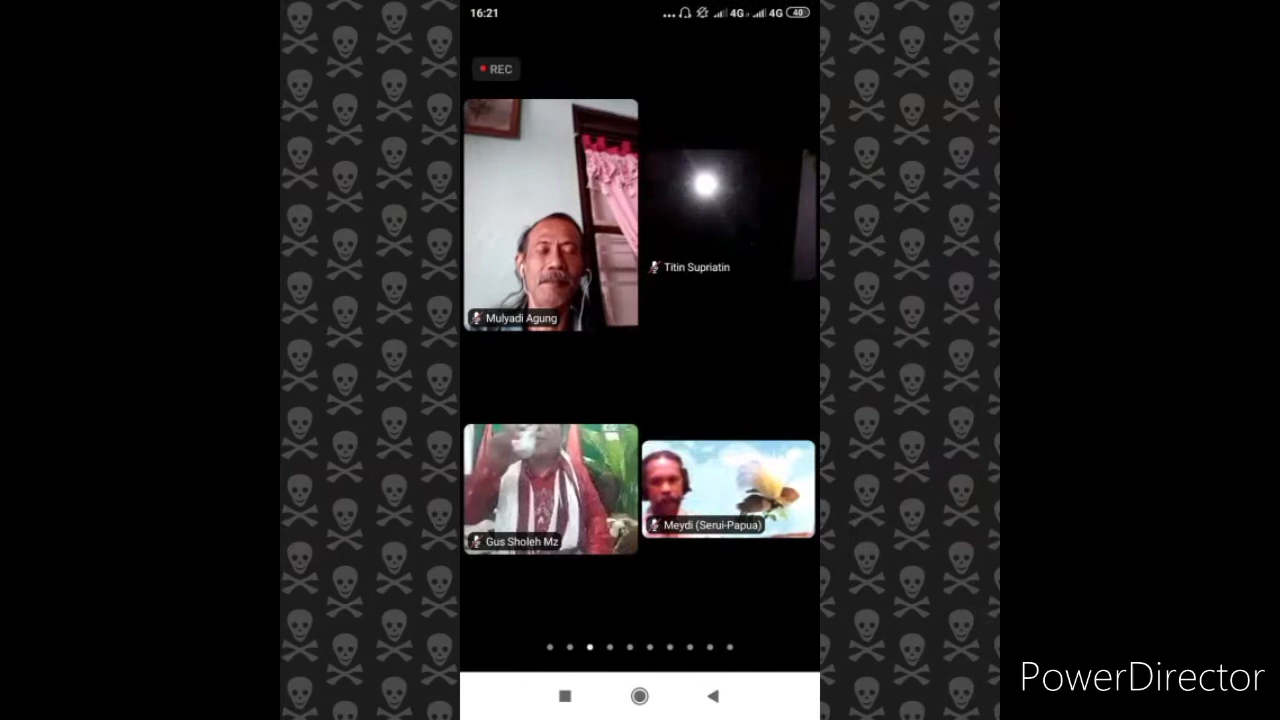 16:21
4G 4G 40
REC
Titin Supriatin
Mulyadi Agung
Meydi (Serui-Papua)
Gus Sholeh Mz
PowerDirector